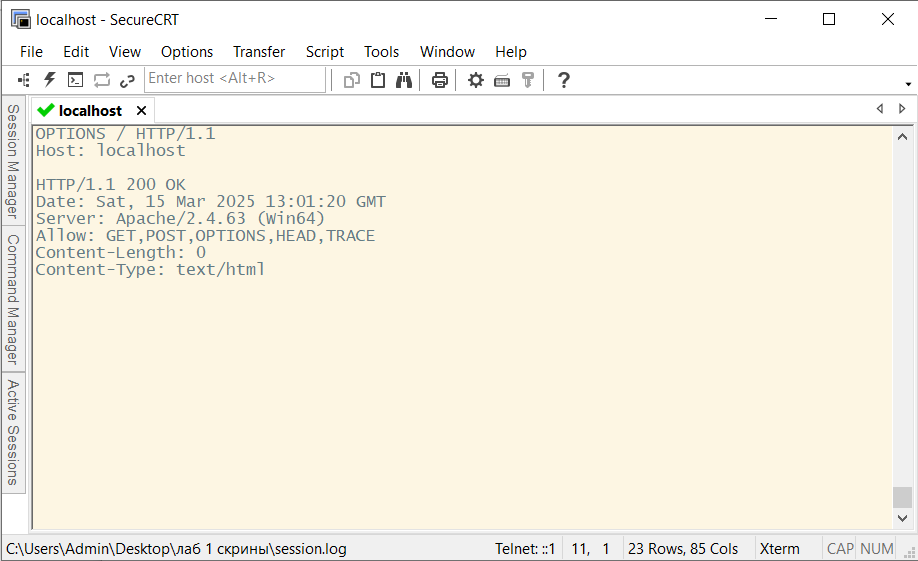 localhost - SecureCRT
File Edit View Options Transfer Script Tools Window Help
Enter host <Alt+R>
localhost
Session Manager
Command Manager
Active Sessions
OPTIONS / HTTP/1.1
Host: localhost
HTTP/1.1 200 OK
Date: Sat, 15 Mar 2025 13:01:20 GMT
Server: Apache/2.4.63 (Win64)
Allow: GET,POST,OPTIONS,HEAD,TRACE
Content-Length: 0
Content-Type: text/html
C:\Users\Admin\Desktop\лаб 1 скрины\session.log Telnet: ::1 11, 1 23 Rows, 85 Cols Xterm CAP NUM